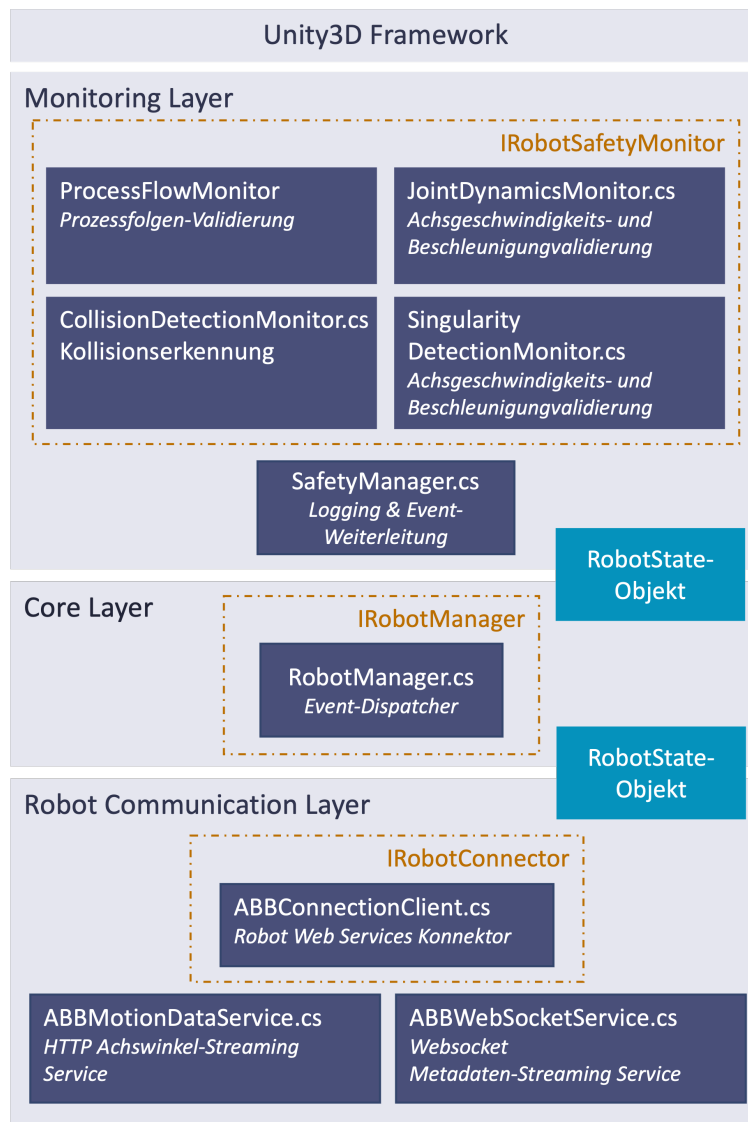 Unity3D Framework
Monitoring Layer
IRobotSafetyMonitor
ProcessFlowMonitor
Prozessfolgen-Validierung
JointDynamicsMonitor.cs
Achsgeschwindigkeits- und
Beschleunigungvalidierung
CollisionDetectionMonitor.cs
Kollisionserkennung
Singularity
DetectionMonitor.cs
Achsgeschwindigkeits- und
Beschleunigungvalidierung
SafetyManager.cs
Logging & Event-
Weiterleitung
RobotState-
Objekt
Core Layer
IRobotManager
RobotManager.cs
Event-Dispatcher
RobotState-
Objekt
Robot Communication Layer
IRobotConnector
ABBConnectionClient.cs
Robot Web Services Konnektor
ABBMotionDataService.cs
HTTP Achswinkel-Streaming
Service
ABBWebSocketService.cs
Websocket
Metadaten-Streaming Service